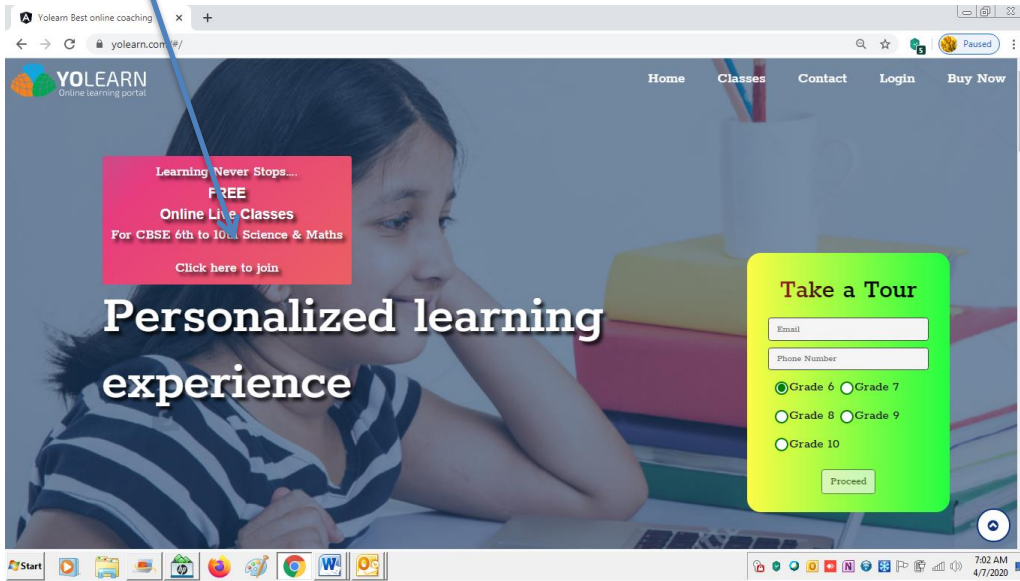 Yolearn Best online coaching
yolearn.com/#/
Paused
5
YOLEARN
Online learning portal
Home Classes Contact Login Buy Now
Learning Never Stops....
FREE
Online Live Classes
For CBSE 6th to 10th Science & Maths
Click here to join
Personalized learning
experience
Take a Tour
Email
Phone Number
Grade 6 Grade 7
Grade 8 Grade 9
Grade 10
Proceed
Start
7:02 AM
4/7/2020